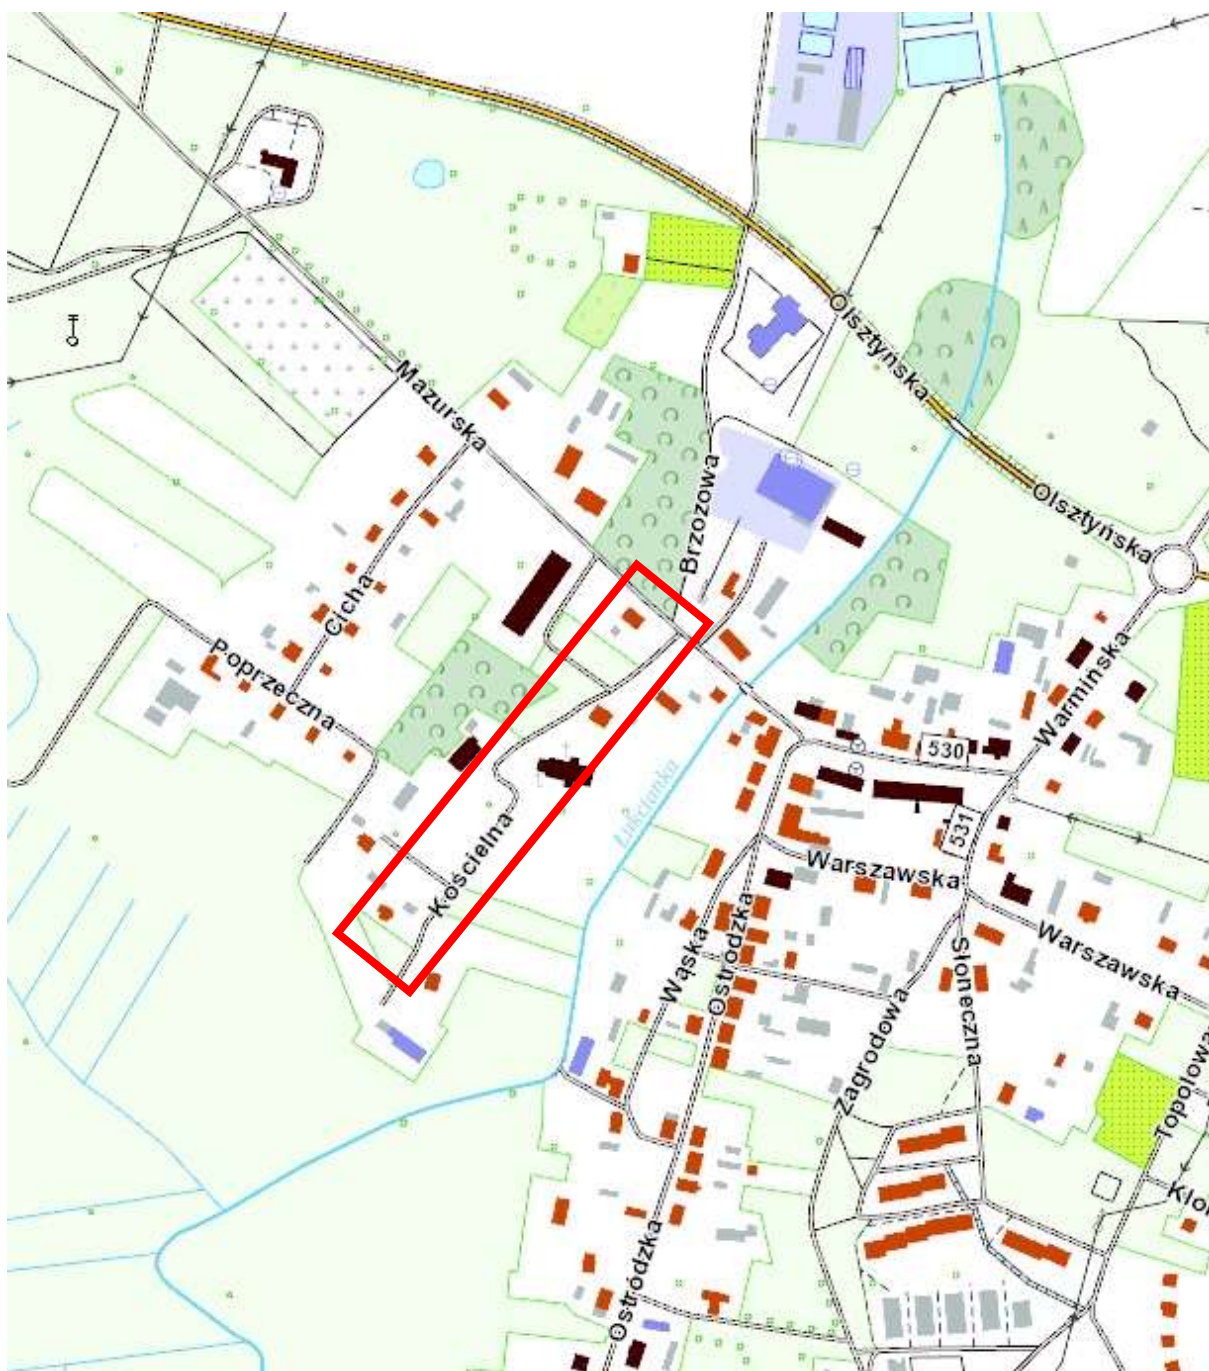 Olsztyńska
Mazurska
Brzozowa
Olsztyńska
Cicha
Poprzeczna
Warmińska
530
Łukcianka
531
Kościelna
Warszawska
Ostródzka
Wąska
Słoneczna
Warszawska
Zagrodowa
Topolowa
Klo
Ostródzka